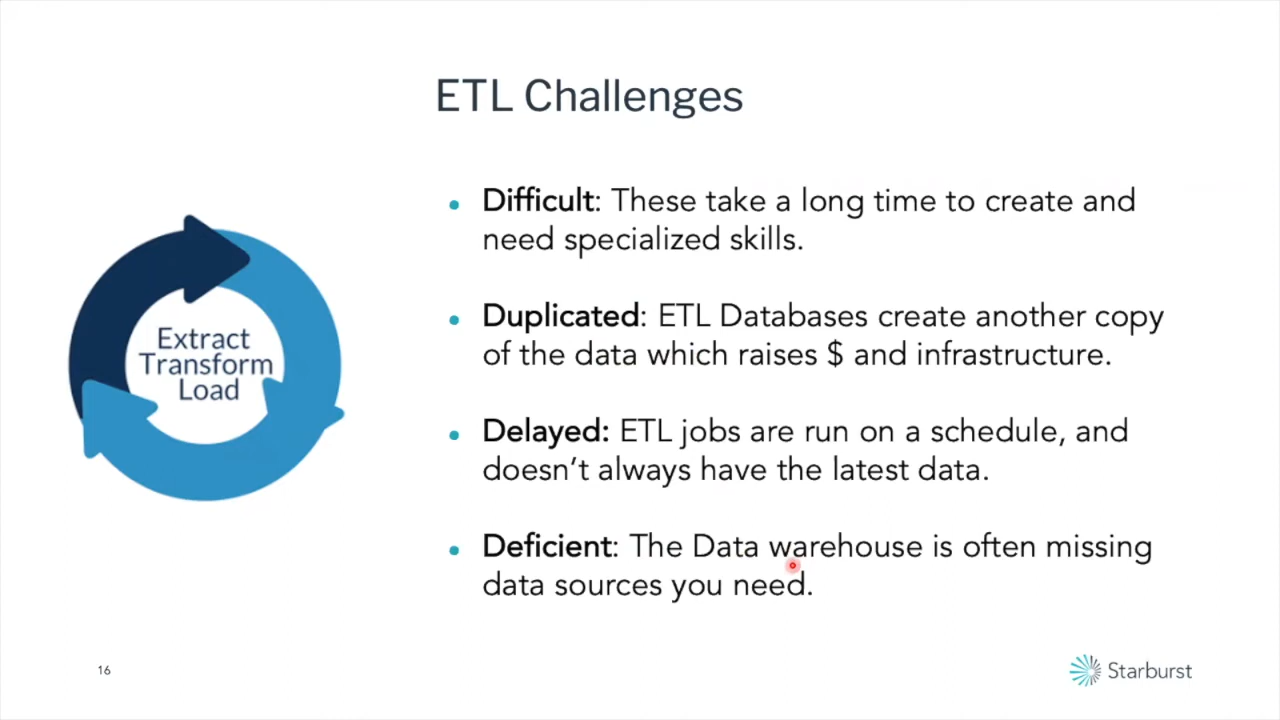 ETL Challenges
Extract
Transform
Load
• Difficult: These take a long time to create and
need specialized skills.
• Duplicated: ETL Databases create another copy
of the data which raises $ and infrastructure.
• Delayed: ETL jobs are run on a schedule, and
doesn’t always have the latest data.
• Deficient: The Data warehouse is often missing
data sources you need.
16
Starburst